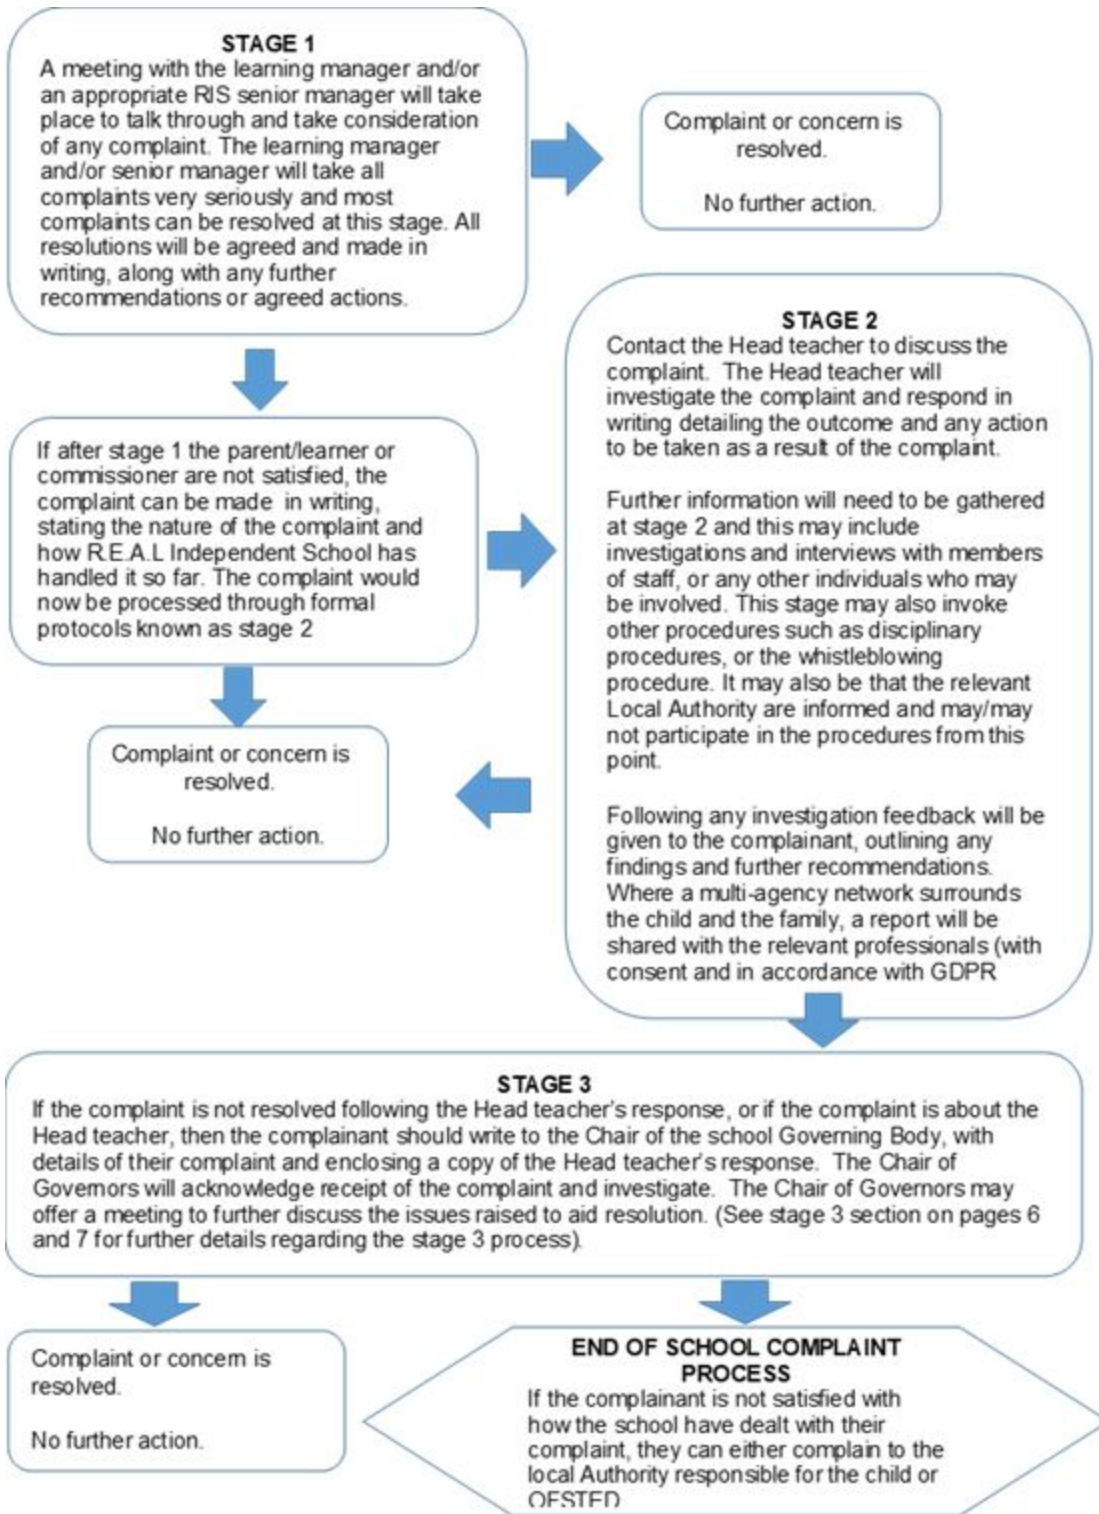 STAGE 1
A meeting with the learning manager and/or
an appropriate RIS senior manager will take
place to talk through and take consideration
of any complaint. The learning manager
and/or senior manager will take all
complaints very seriously and most
complaints can be resolved at this stage. All
resolutions will be agreed and made in
writing, along with any further
recommendations or agreed actions.
Complaint or concern is
resolved.
No further action.
If after stage 1 the parent/learner or
commissioner are not satisfied, the
complaint can be made in writing,
stating the nature of the complaint and
how R.E.A.L Independent School has
handled it so far. The complaint would
now be processed through formal
protocols known as stage 2
Complaint or concern is
resolved.
No further action.
STAGE 2
Contact the Head teacher to discuss the
complaint. The Head teacher will
investigate the complaint and respond in
writing detailing the outcome and any action
to be taken as a result of the complaint.
Further information will need to be gathered
at stage 2 and this may include
investigations and interviews with members
of staff, or any other individuals who may
be involved. This stage may also invoke
other procedures such as disciplinary
procedures, or the whistleblowing
procedure. It may also be that the relevant
Local Authority are informed and may/may
not participate in the procedures from this
point.
Following any investigation feedback will be
given to the complainant, outlining any
findings and further recommendations.
Where a multi-agency network surrounds
the child and the family, a report will be
shared with the relevant professionals (with
consent and in accordance with GDPR
STAGE 3
If the complaint is not resolved following the Head teacher's response, or if the complaint is about the
Head teacher, then the complainant should write to the Chair of the school Governing Body, with
details of their complaint and enclosing a copy of the Head teacher's response. The Chair of
Governors will acknowledge receipt of the complaint and investigate. The Chair of Governors may
offer a meeting to further discuss the issues raised to aid resolution. (See stage 3 section on pages 6
and 7 for further details regarding the stage 3 process).
Complaint or concern is
resolved.
No further action.
END OF SCHOOL COMPLAINT
PROCESS
If the complainant is not satisfied with
how the school have dealt with their
complaint, they can either complain to the
local Authority responsible for the child or
OFSTED